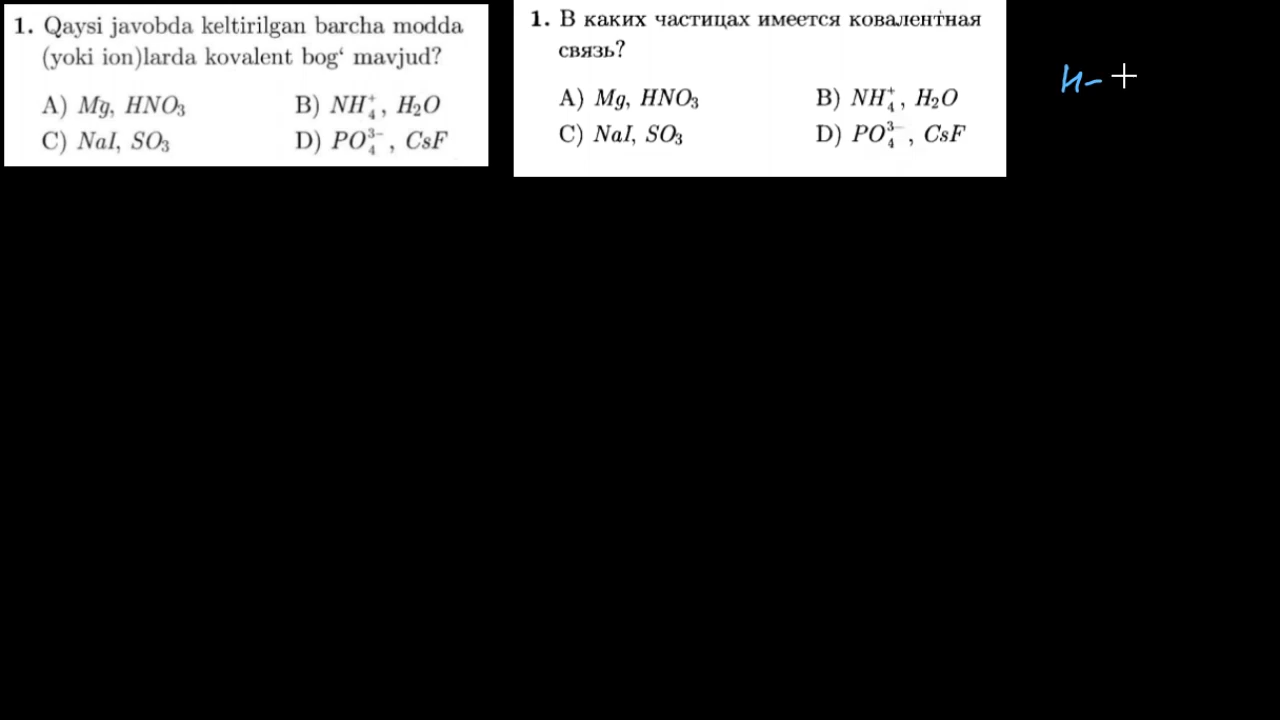 1. Qaysi javobda keltirilgan barcha modda
(yoki ion)larda kovalent bog‘ mavjud?
A) Mg, HNO₃ B) NH₄⁺, H₂O
C) NaI, SO₃ D) PO₄³⁻, CsF
1. В каких частицах имеется ковалентная
связь?
A) Mg, HNO₃ B) NH₄⁺, H₂O
C) NaI, SO₃ D) PO₄³⁻, CsF
H-